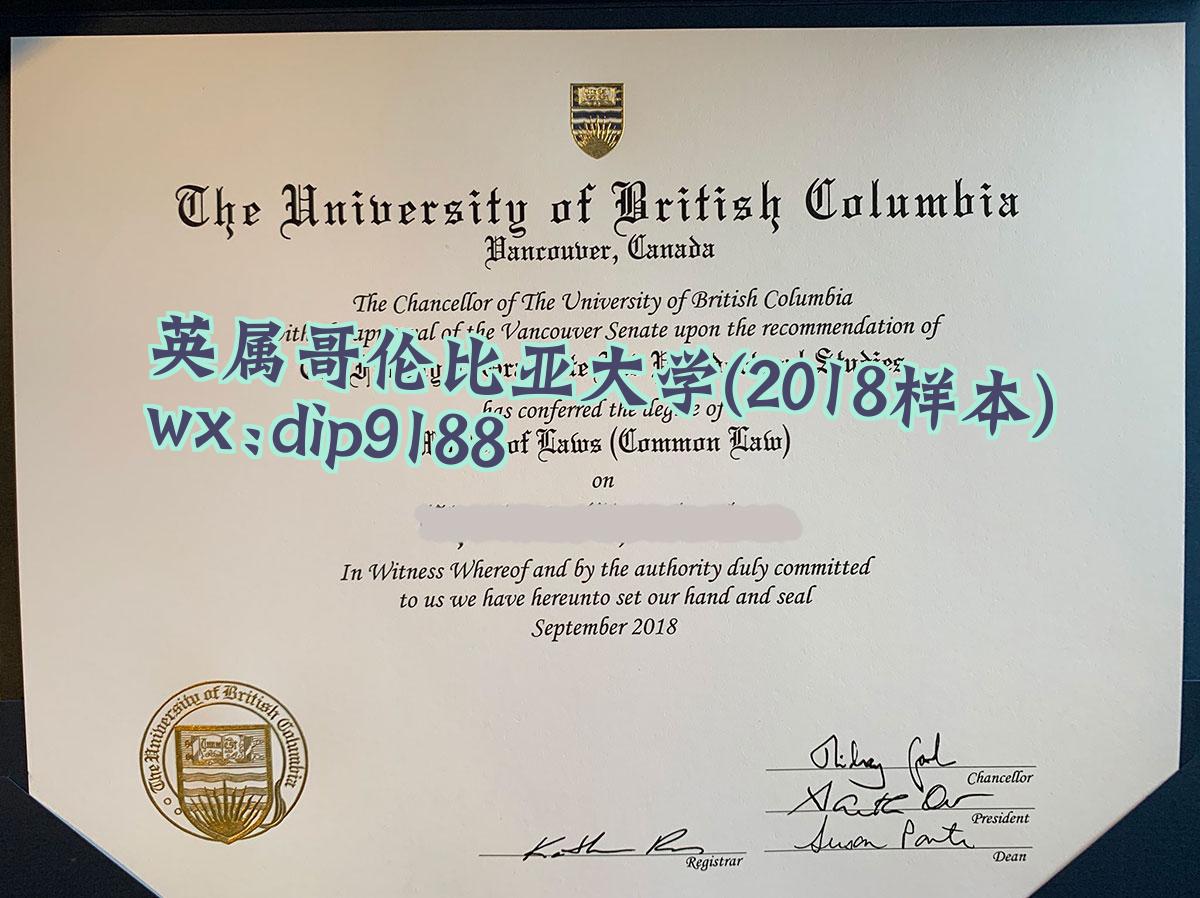 The University of British Columbia
Vancouver, Canada
The Chancellor of The University of British Columbia
of the Vancouver Senate upon the recommendation of
Studies
英属哥伦比亚大学(2018样本)
has conferred the degree of
wx:dip9188
of Laws (Common Law)
on
In Witness Whereof and by the authority duly committed
to us we have hereunto set our hand and seal
September 2018
The University of British Columbia
Chancellor
President
Dean
Registrar